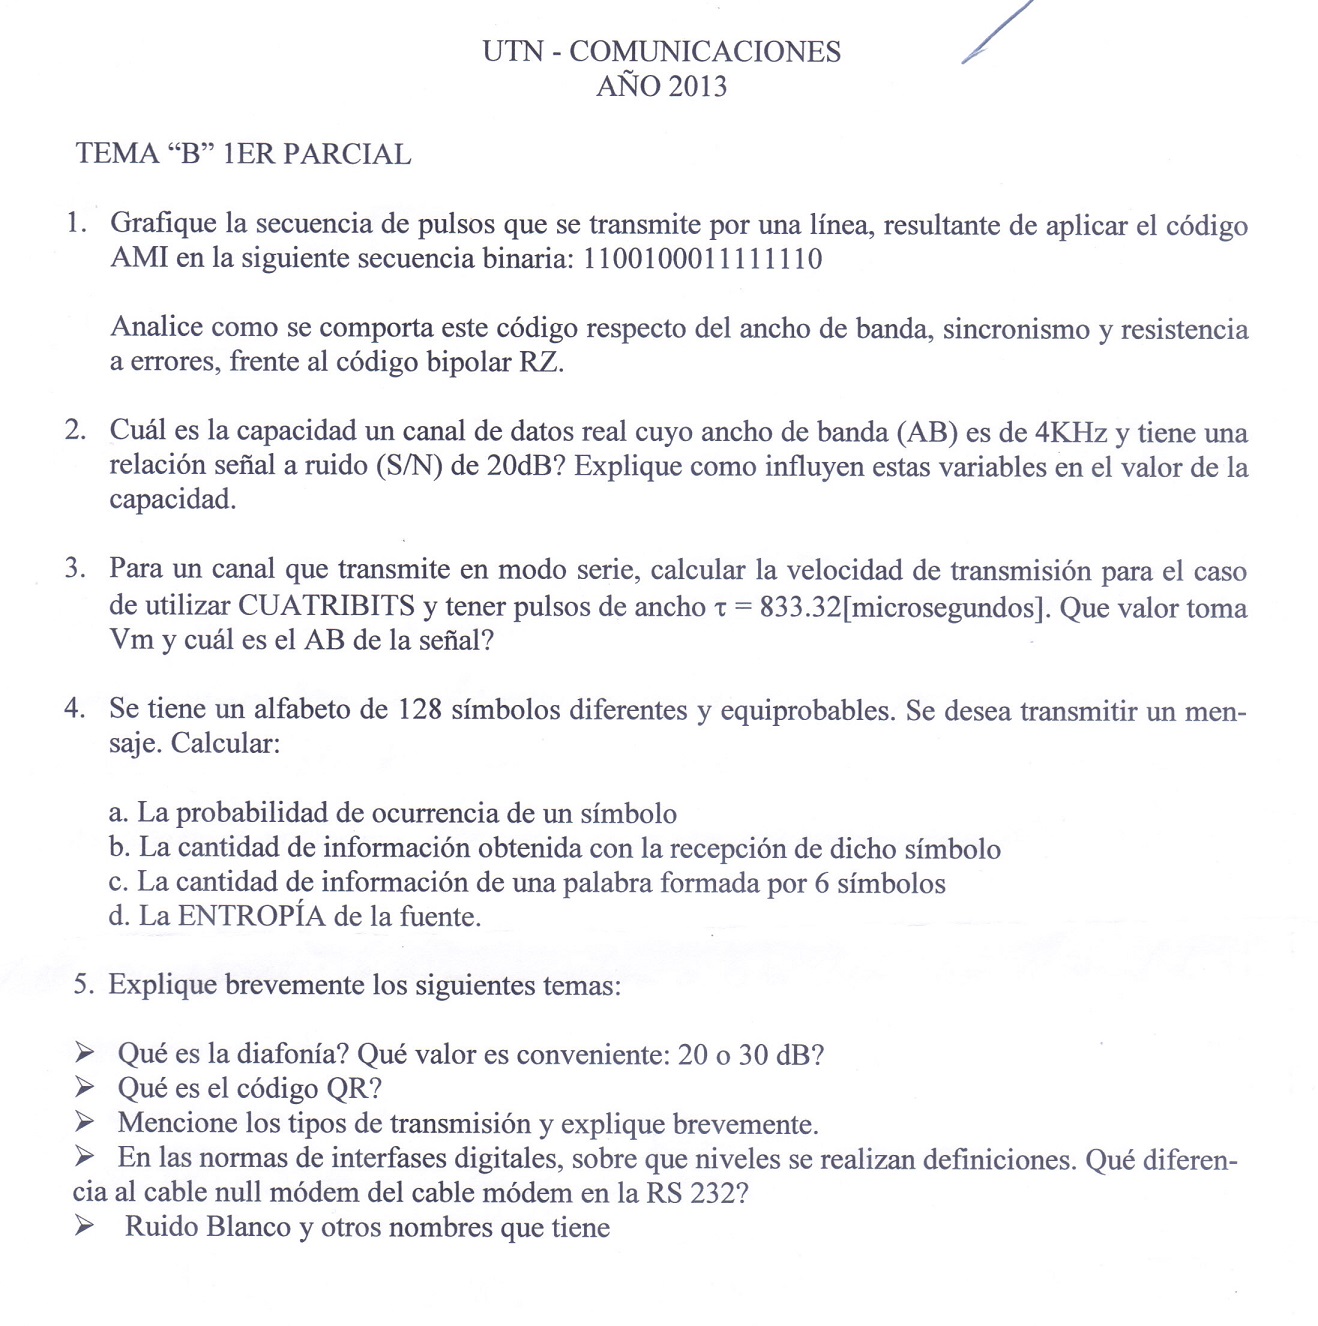 UTN - COMUNICACIONES
AÑO 2013
TEMA “B” 1ER PARCIAL
1. Grafique la secuencia de pulsos que se transmite por una línea, resultante de aplicar el código
AMI en la siguiente secuencia binaria: 1100100011111110
Analice como se comporta este código respecto del ancho de banda, sincronismo y resistencia
a errores, frente al código bipolar RZ.
2. Cuál es la capacidad un canal de datos real cuyo ancho de banda (AB) es de 4KHz y tiene una
relación señal a ruido (S/N) de 20dB? Explique como influyen estas variables en el valor de la
capacidad.
3. Para un canal que transmite en modo serie, calcular la velocidad de transmisión para el caso
de utilizar CUATRIBITS y tener pulsos de ancho τ = 833.32[microsegundos]. Que valor toma
Vm y cuál es el AB de la señal?
4. Se tiene un alfabeto de 128 símbolos diferentes y equiprobables. Se desea transmitir un men-
saje. Calcular:
a. La probabilidad de ocurrencia de un símbolo
b. La cantidad de información obtenida con la recepción de dicho símbolo
c. La cantidad de información de una palabra formada por 6 símbolos
d. La ENTROPÍA de la fuente.
5. Explique brevemente los siguientes temas:
➢ Qué es la diafonía? Qué valor es conveniente: 20 o 30 dB?
➢ Qué es el código QR?
➢ Mencione los tipos de transmisión y explique brevemente.
➢ En las normas de interfases digitales, sobre que niveles se realizan definiciones. Qué diferen-
cia al cable null módem del cable módem en la RS 232?
➢ Ruido Blanco y otros nombres que tiene